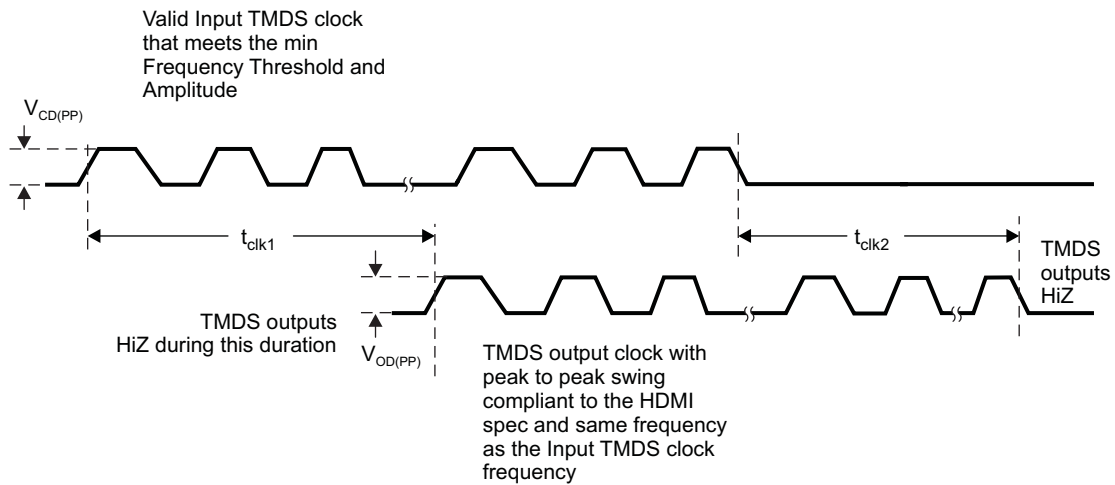 Valid Input TMDS clock
that meets the min
Frequency Threshold and
Amplitude
VCD(PP)
tclk1
tclk2
TMDS
outputs
HiZ
TMDS outputs
HiZ during this duration
VOD(PP)
TMDS output clock with
peak to peak swing
compliant to the HDMI
spec and same frequency
as the Input TMDS clock
frequency